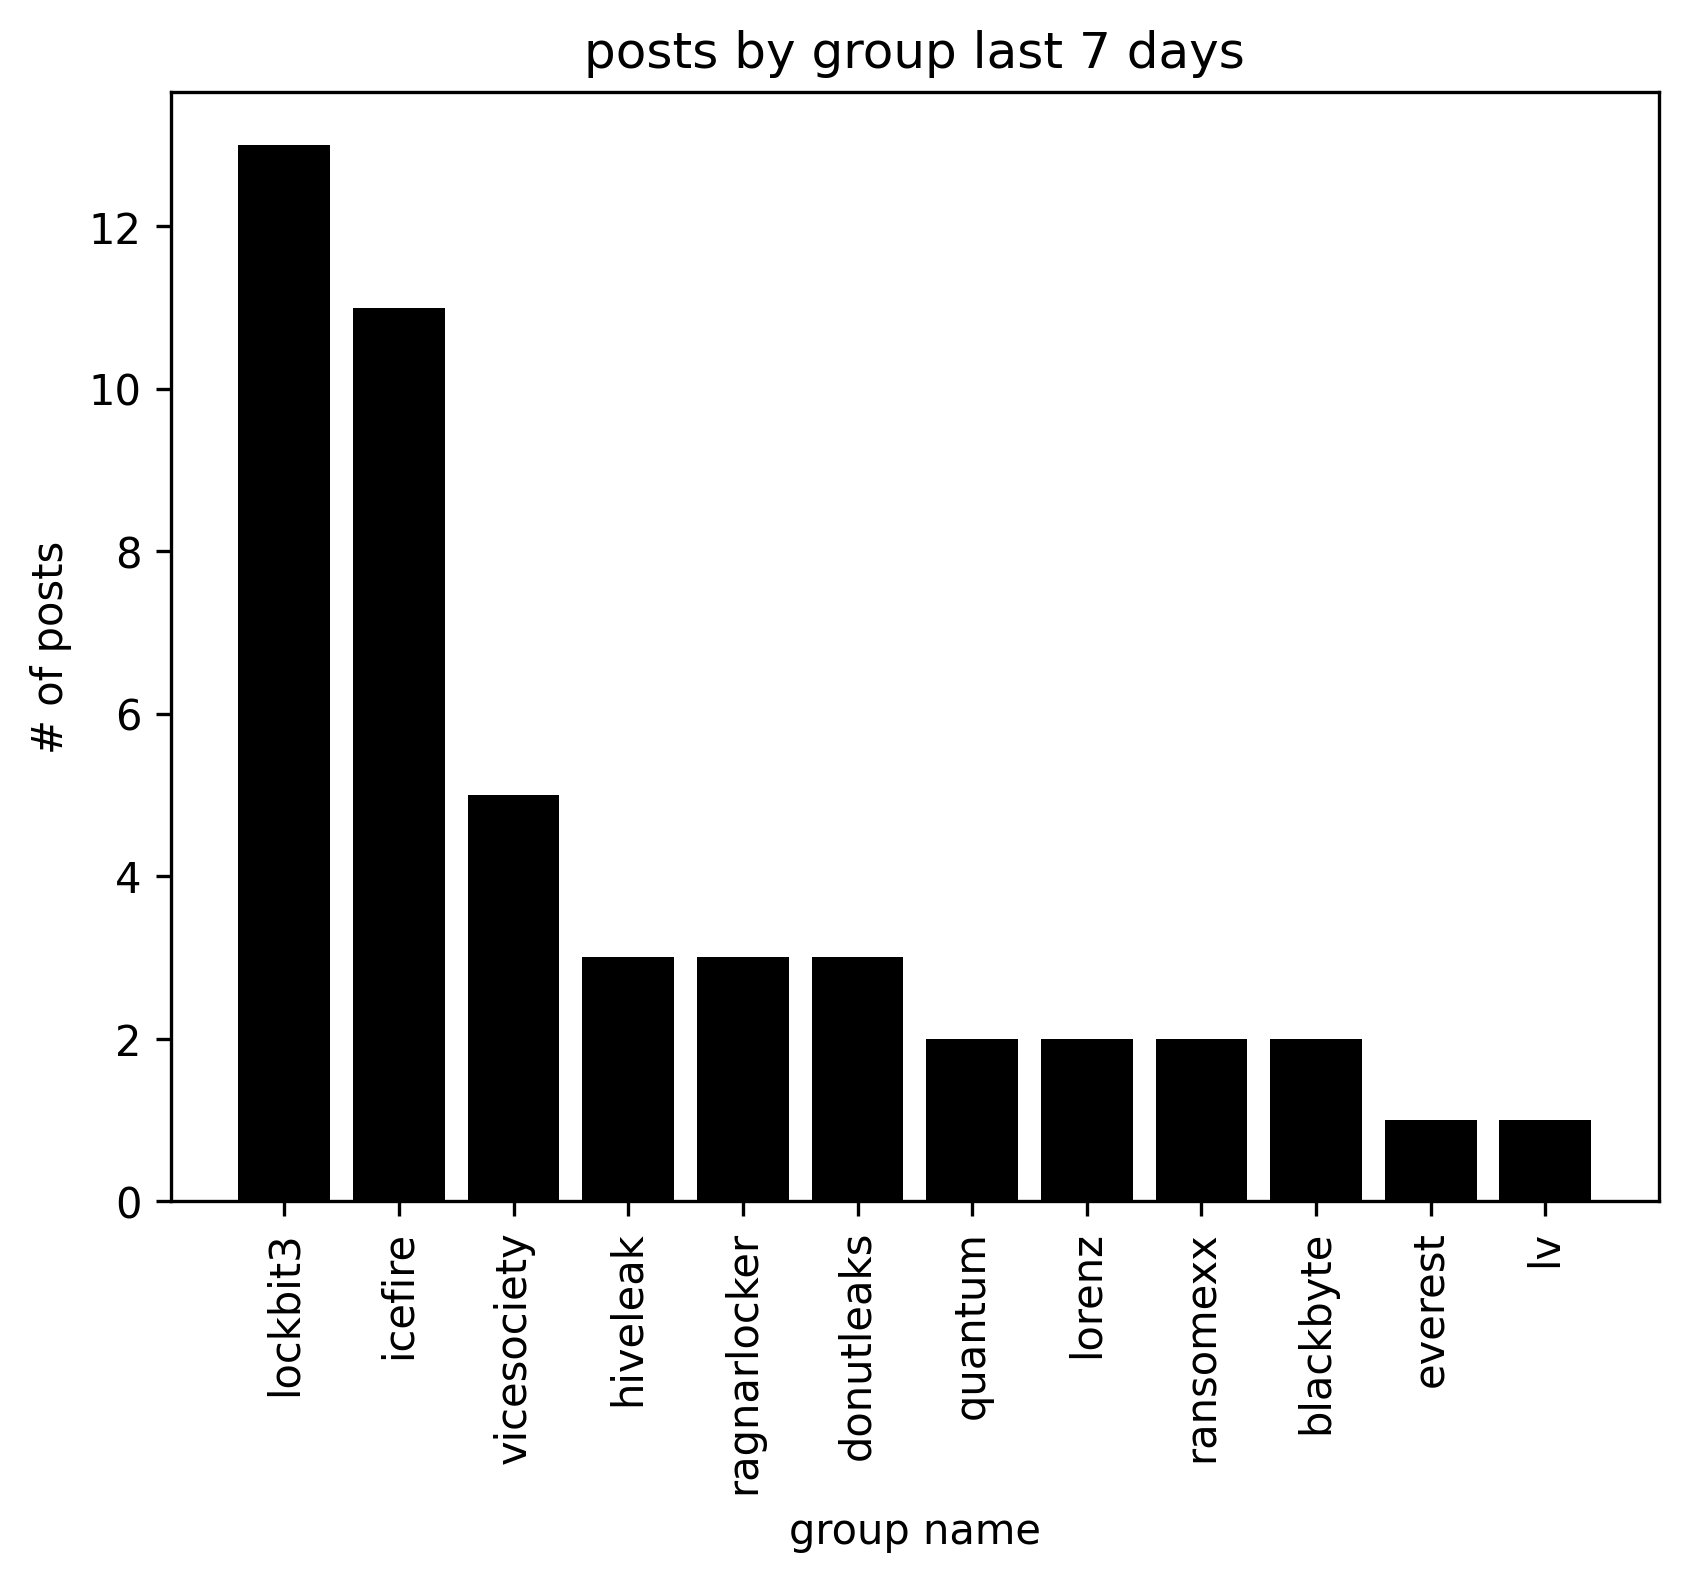 posts by group last 7 days
# of posts
12
10
8
6
4
2
0
lockbit3
icefire
vicesociety
hiveleak
ragnarlocker
donutleaks
quantum
lorenz
ransomexx
blackbyte
everest
lv
group name